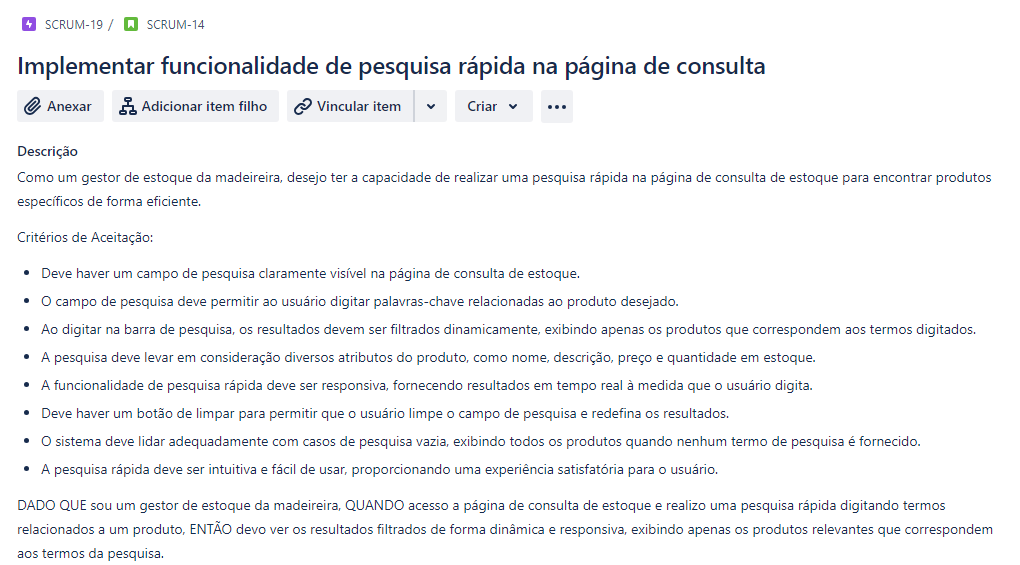 SCRUM-19 / SCRUM-14
Implementar funcionalidade de pesquisa rápida na página de consulta
Anexar Adicionar item filho Vincular item Criar
Descrição
Como um gestor de estoque da madeireira, desejo ter a capacidade de realizar uma pesquisa rápida na página de consulta de estoque para encontrar produtos
específicos de forma eficiente.
Critérios de Aceitação:
• Deve haver um campo de pesquisa claramente visível na página de consulta de estoque.
• O campo de pesquisa deve permitir ao usuário digitar palavras-chave relacionadas ao produto desejado.
• Ao digitar na barra de pesquisa, os resultados devem ser filtrados dinamicamente, exibindo apenas os produtos que correspondem aos termos digitados.
• A pesquisa deve levar em consideração diversos atributos do produto, como nome, descrição, preço e quantidade em estoque.
• A funcionalidade de pesquisa rápida deve ser responsiva, fornecendo resultados em tempo real à medida que o usuário digita.
• Deve haver um botão de limpar para permitir que o usuário limpe o campo de pesquisa e redefina os resultados.
• O sistema deve lidar adequadamente com casos de pesquisa vazia, exibindo todos os produtos quando nenhum termo de pesquisa é fornecido.
• A pesquisa rápida deve ser intuitiva e fácil de usar, proporcionando uma experiência satisfatória para o usuário.
DADO QUE sou um gestor de estoque da madeireira, QUANDO acesso a página de consulta de estoque e realizo uma pesquisa rápida digitando termos
relacionados a um produto, ENTÃO devo ver os resultados filtrados de forma dinâmica e responsiva, exibindo apenas os produtos relevantes que correspondem
aos termos da pesquisa.